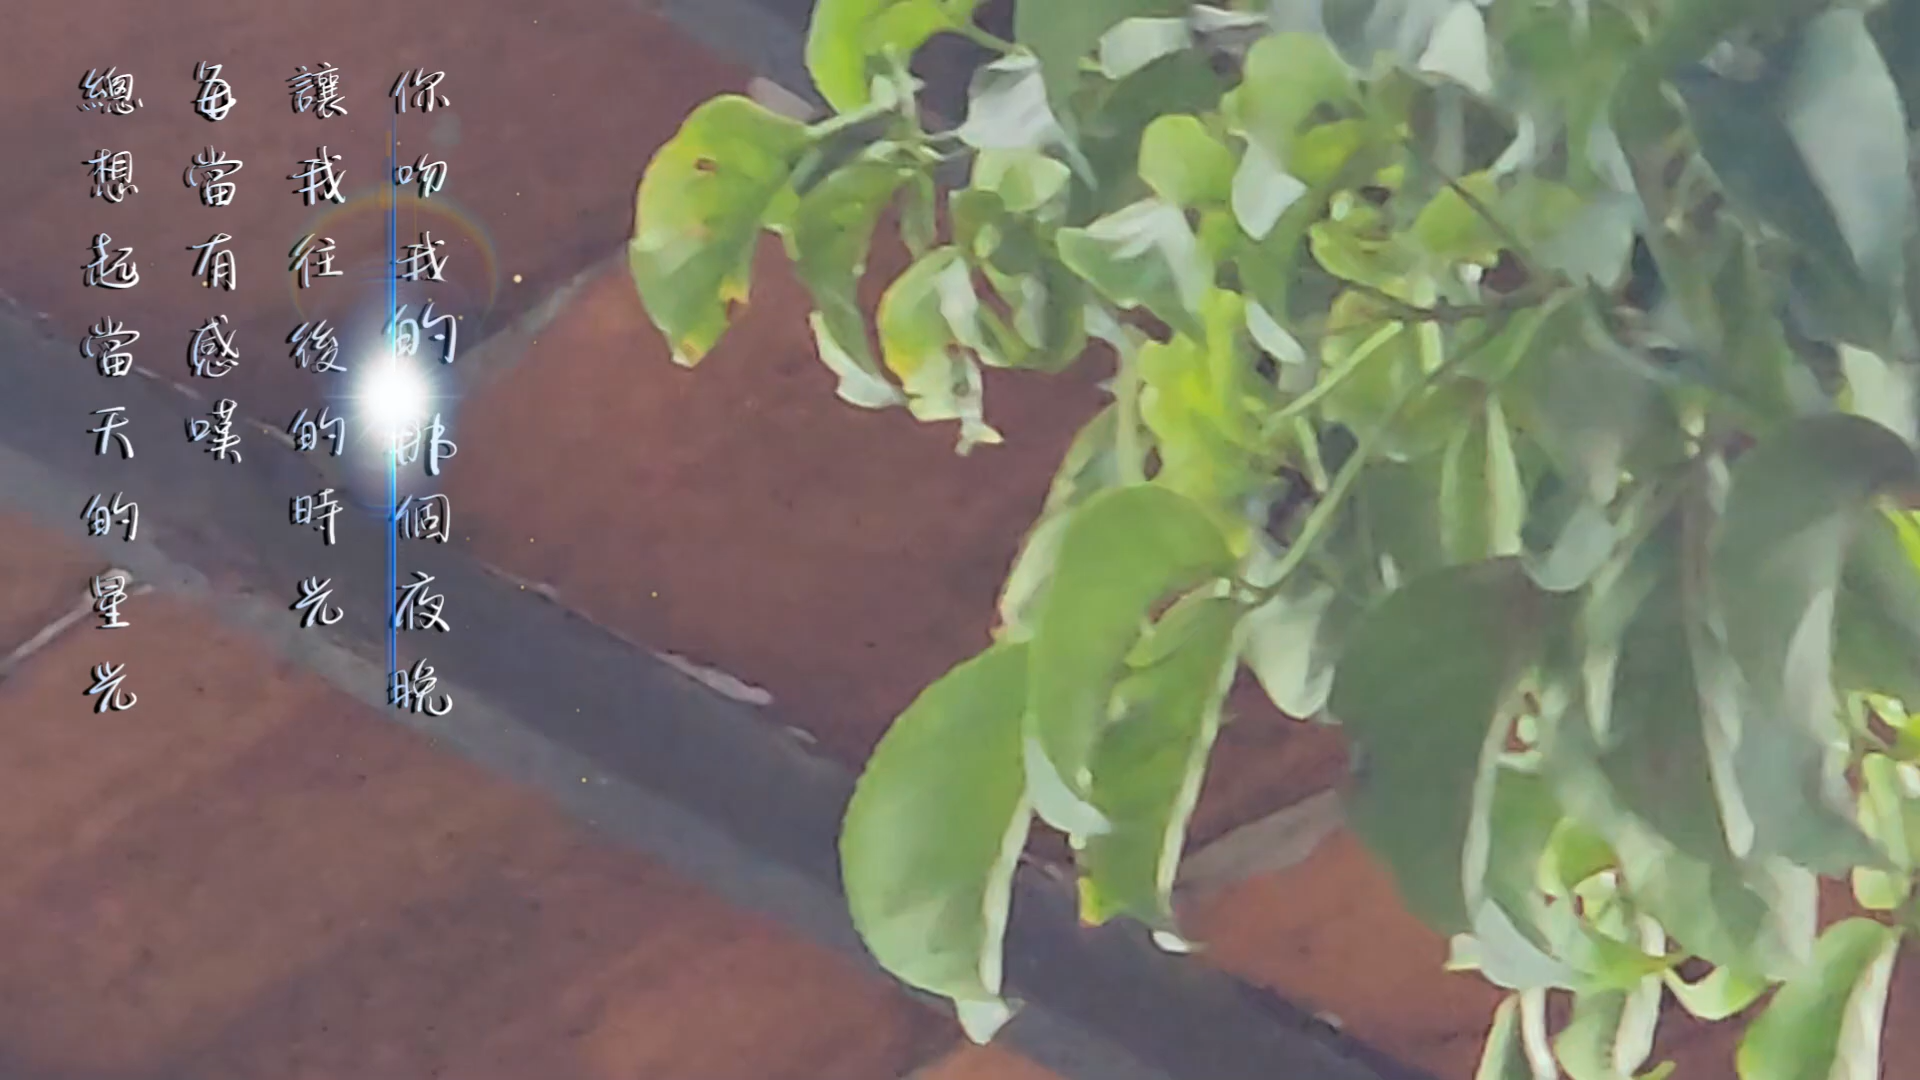 你吻我的那個夜晚
讓我往後的時光
每當有感嘆
總想起當天的星光